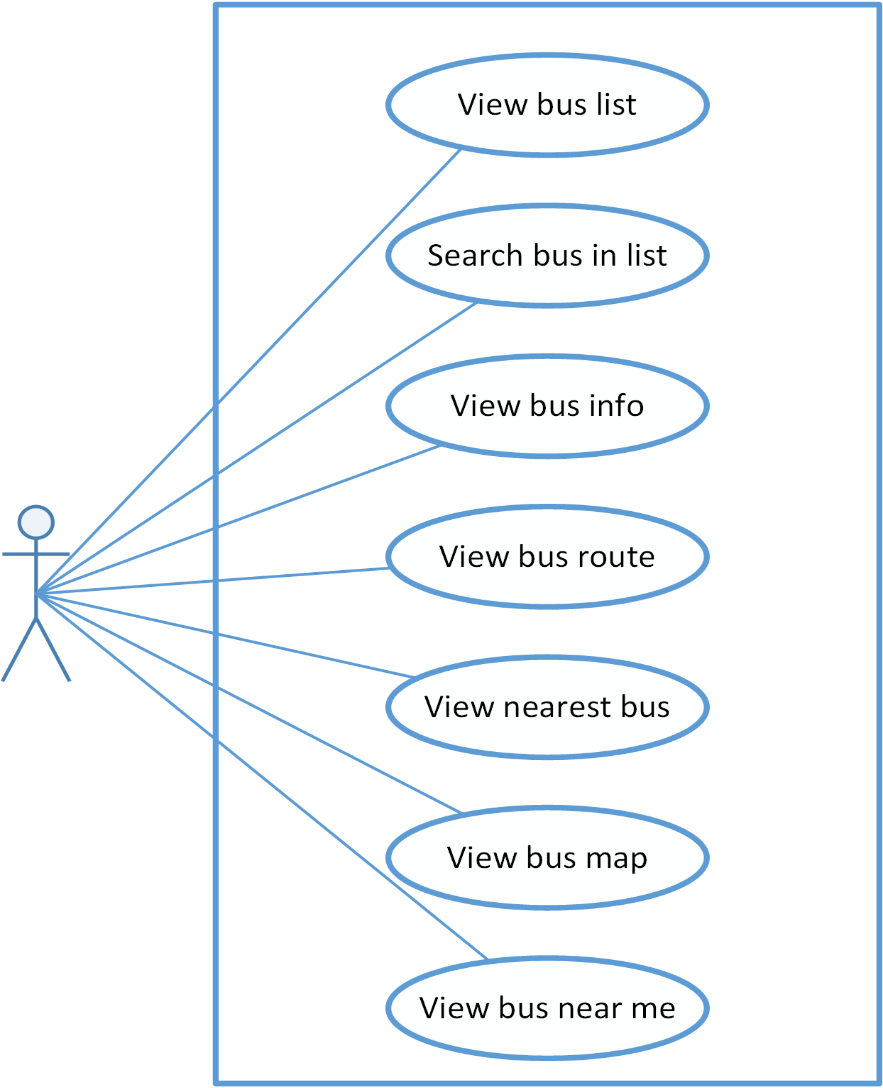 View bus list
Search bus in list
View bus info
View bus route
View nearest bus
View bus map
View bus near me